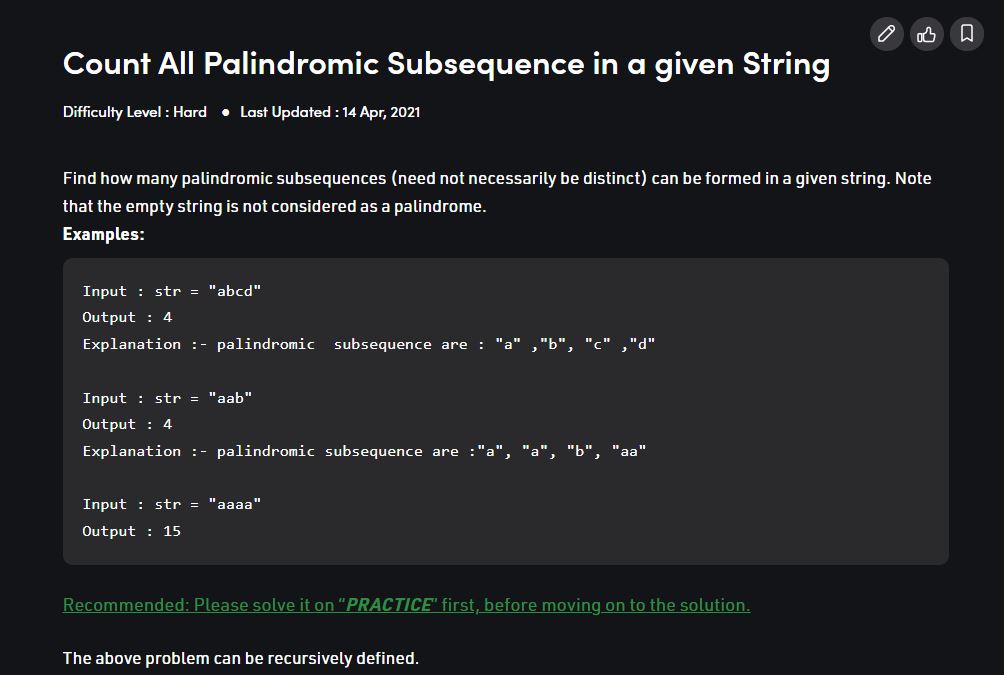 Count All Palindromic Subsequence in a given String
Difficulty Level : Hard ● Last Updated : 14 Apr, 2021
Find how many palindromic subsequences (need not necessarily be distinct) can be formed in a given string. Note
that the empty string is not considered as a palindrome.
Examples:
Input : str = "abcd"
Output : 4
Explanation :- palindromic  subsequence are : "a" ,"b", "c" ,"d"
Input : str = "aab"
Output : 4
Explanation :- palindromic subsequence are :"a", "a", "b", "aa"
Input : str = "aaaa"
Output : 15
Recommended: Please solve it on “PRACTICE” first, before moving on to the solution.
The above problem can be recursively defined.